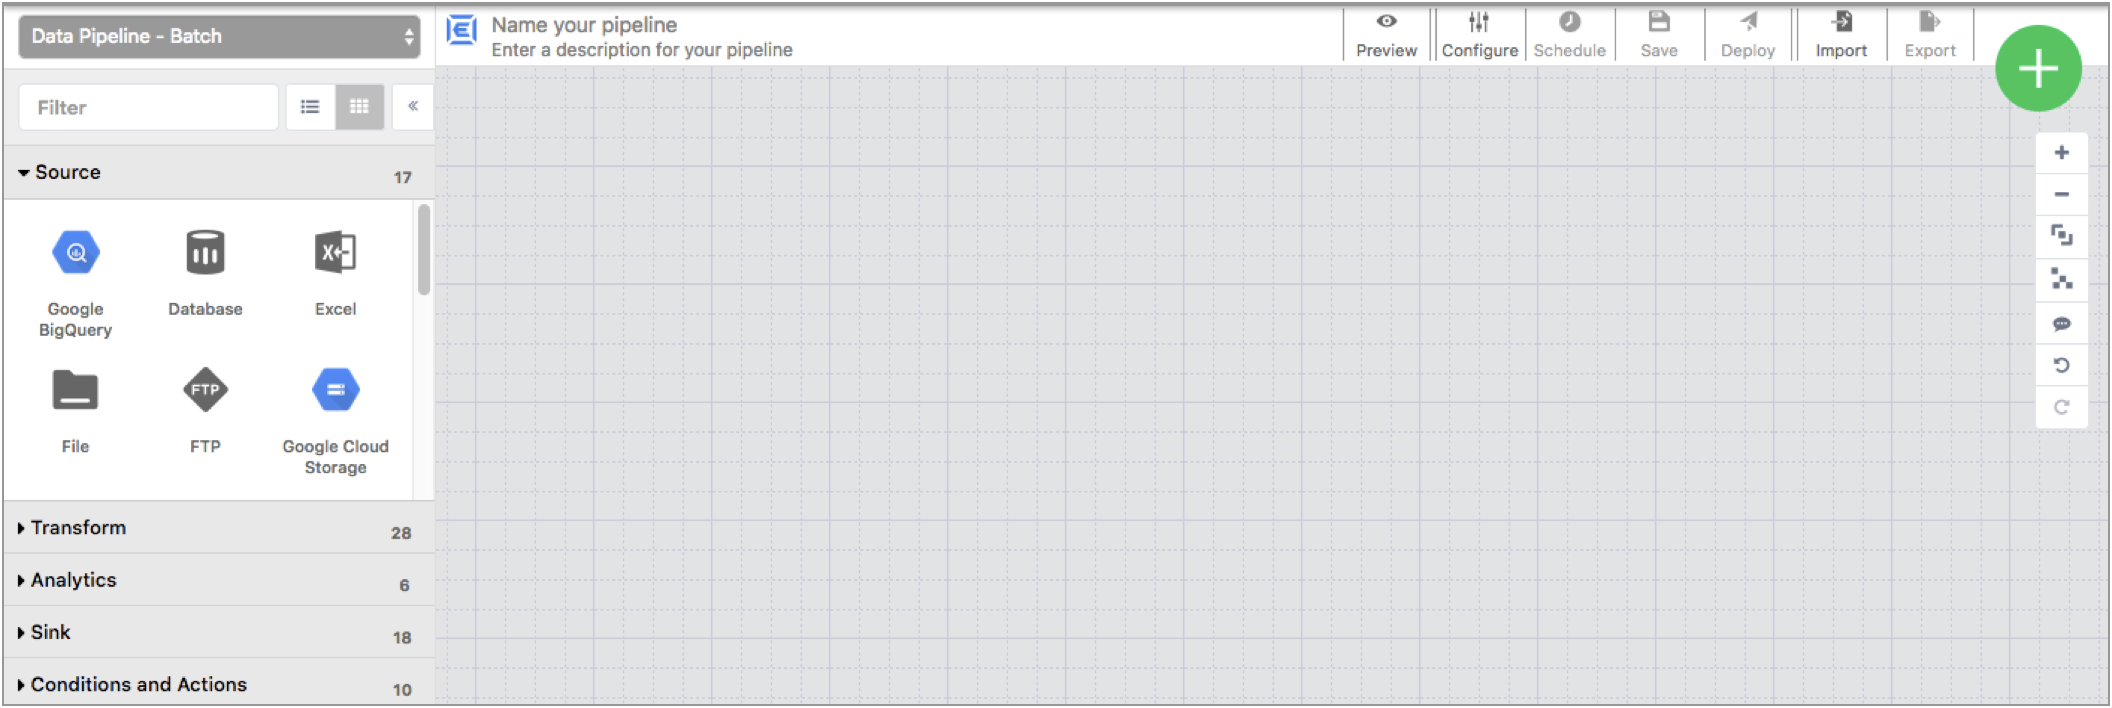 Data Pipeline - Batch
Name your pipeline
Enter a description for your pipeline
Preview
Configure
Schedule
Save
Deploy
Import
Export
Filter
Source 17
Google
BigQuery
Database
Excel
File
FTP
FTP
Google Cloud
Storage
Transform 28
Analytics 6
Sink 18
Conditions and Actions 10